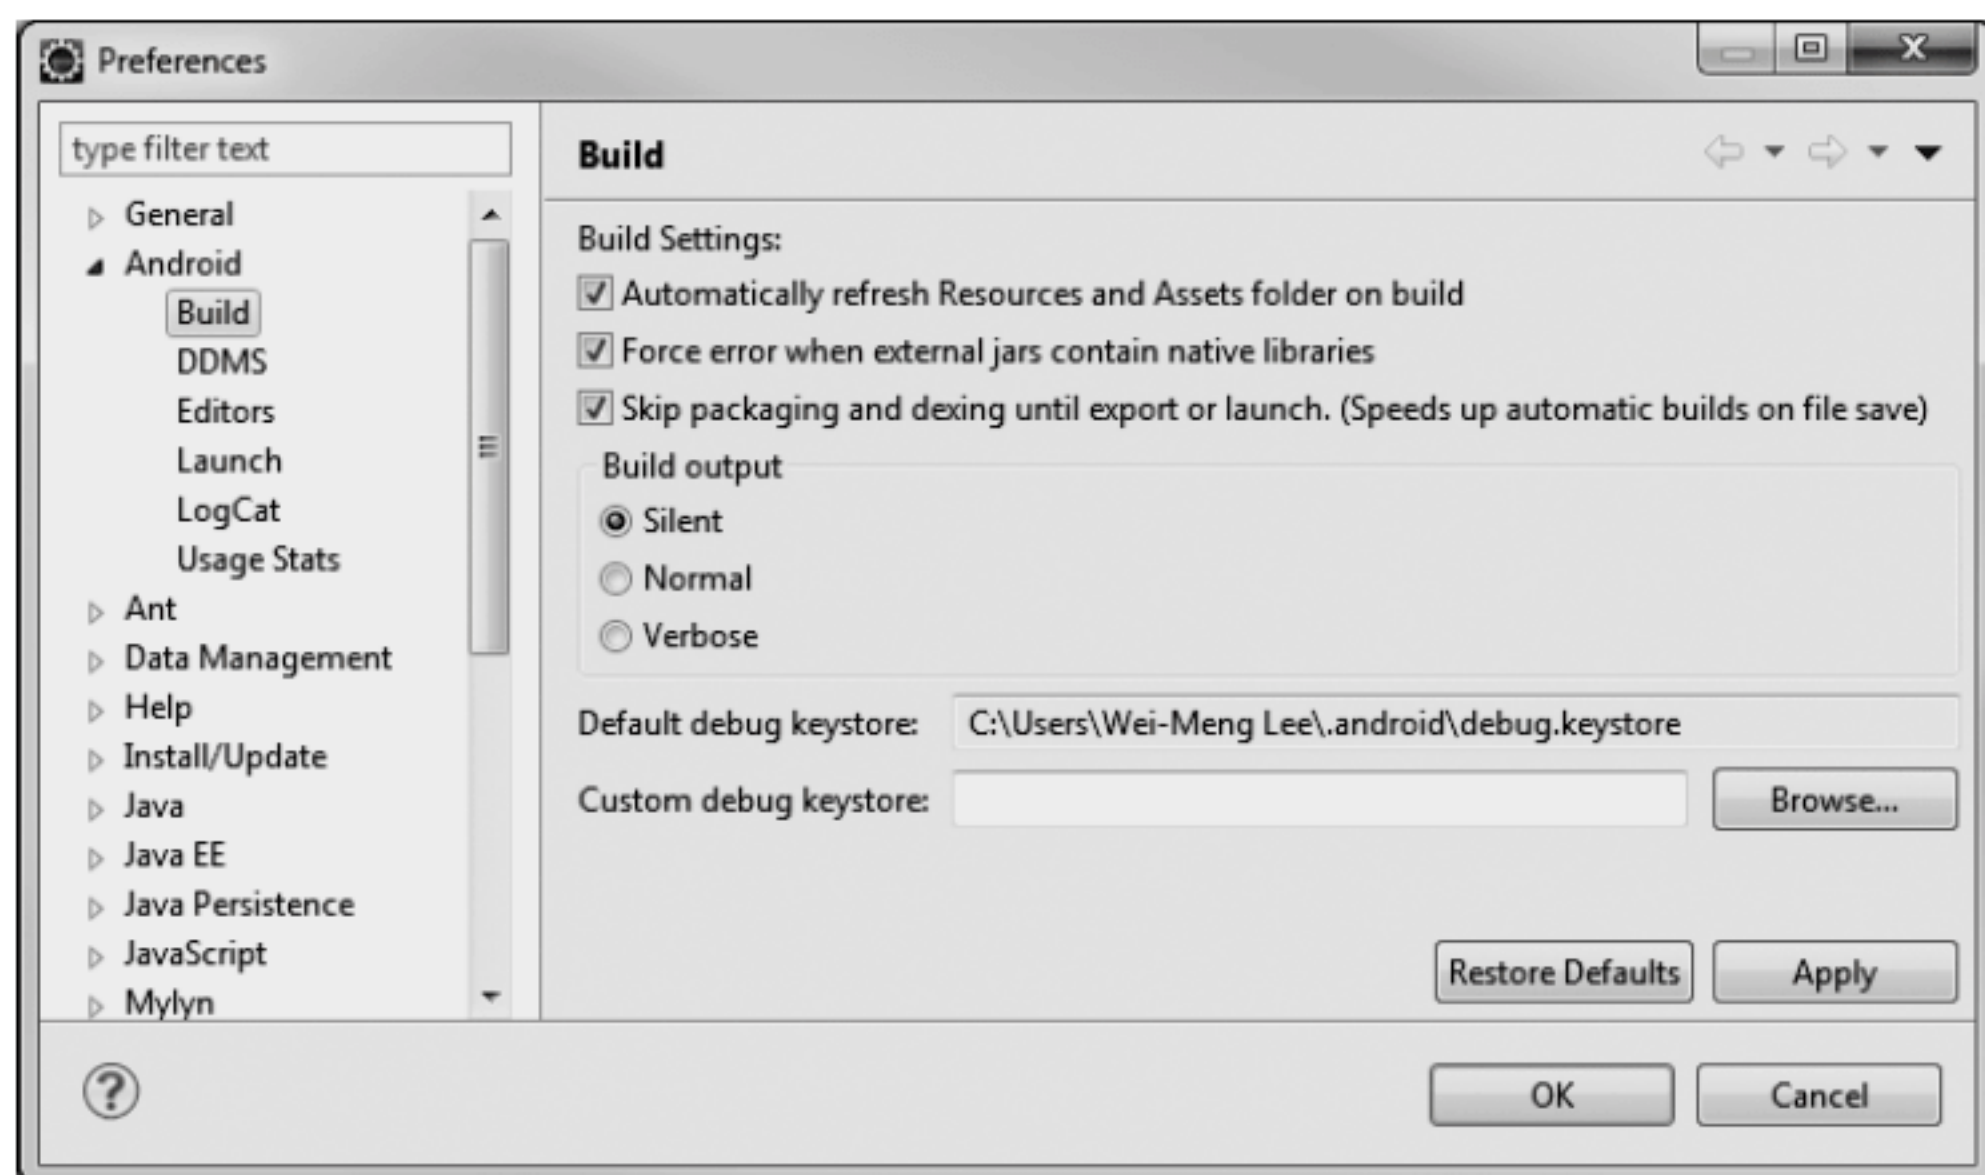 Preferences
type filter text
General
Android
Build
DDMS
Editors
Launch
LogCat
Usage Stats
Ant
Data Management
Help
Install/Update
Java
Java EE
Java Persistence
JavaScript
Mylyn
Build
Build Settings:
Automatically refresh Resources and Assets folder on build
Force error when external jars contain native libraries
Skip packaging and dexing until export or launch. (Speeds up automatic builds on file save)
Build output
Silent
Normal
Verbose
Default debug keystore: C:\Users\Wei-Meng Lee\.android\debug.keystore
Custom debug keystore: Browse...
Restore Defaults Apply
? OK Cancel